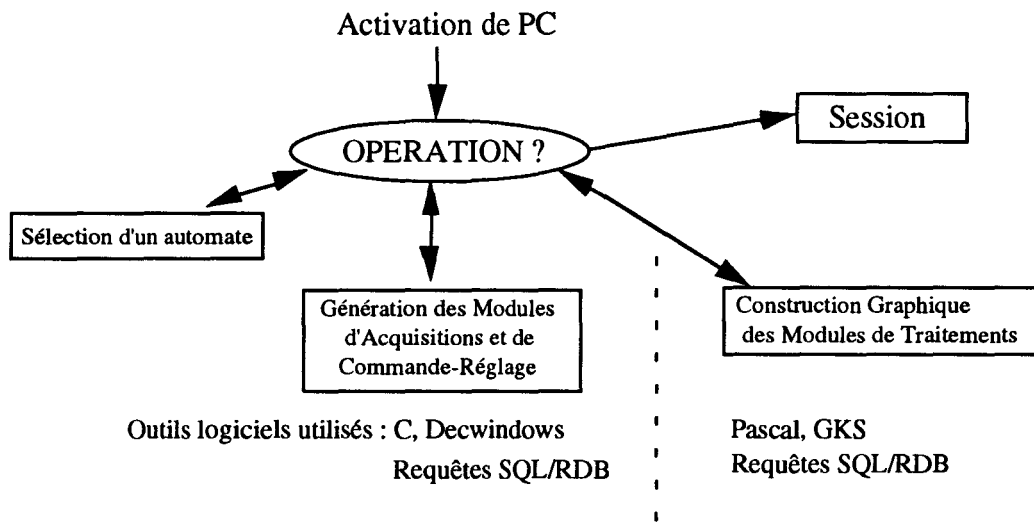 Activation de PC
OPERATION ?
Session
Sélection d'un automate
Génération des Modules
d'Acquisitions et de
Commande-Réglage
Construction Graphique
des Modules de Traitements
Outils logiciels utilisés : C, Decwindows
Requêtes SQL/RDB
Pascal, GKS
Requêtes SQL/RDB